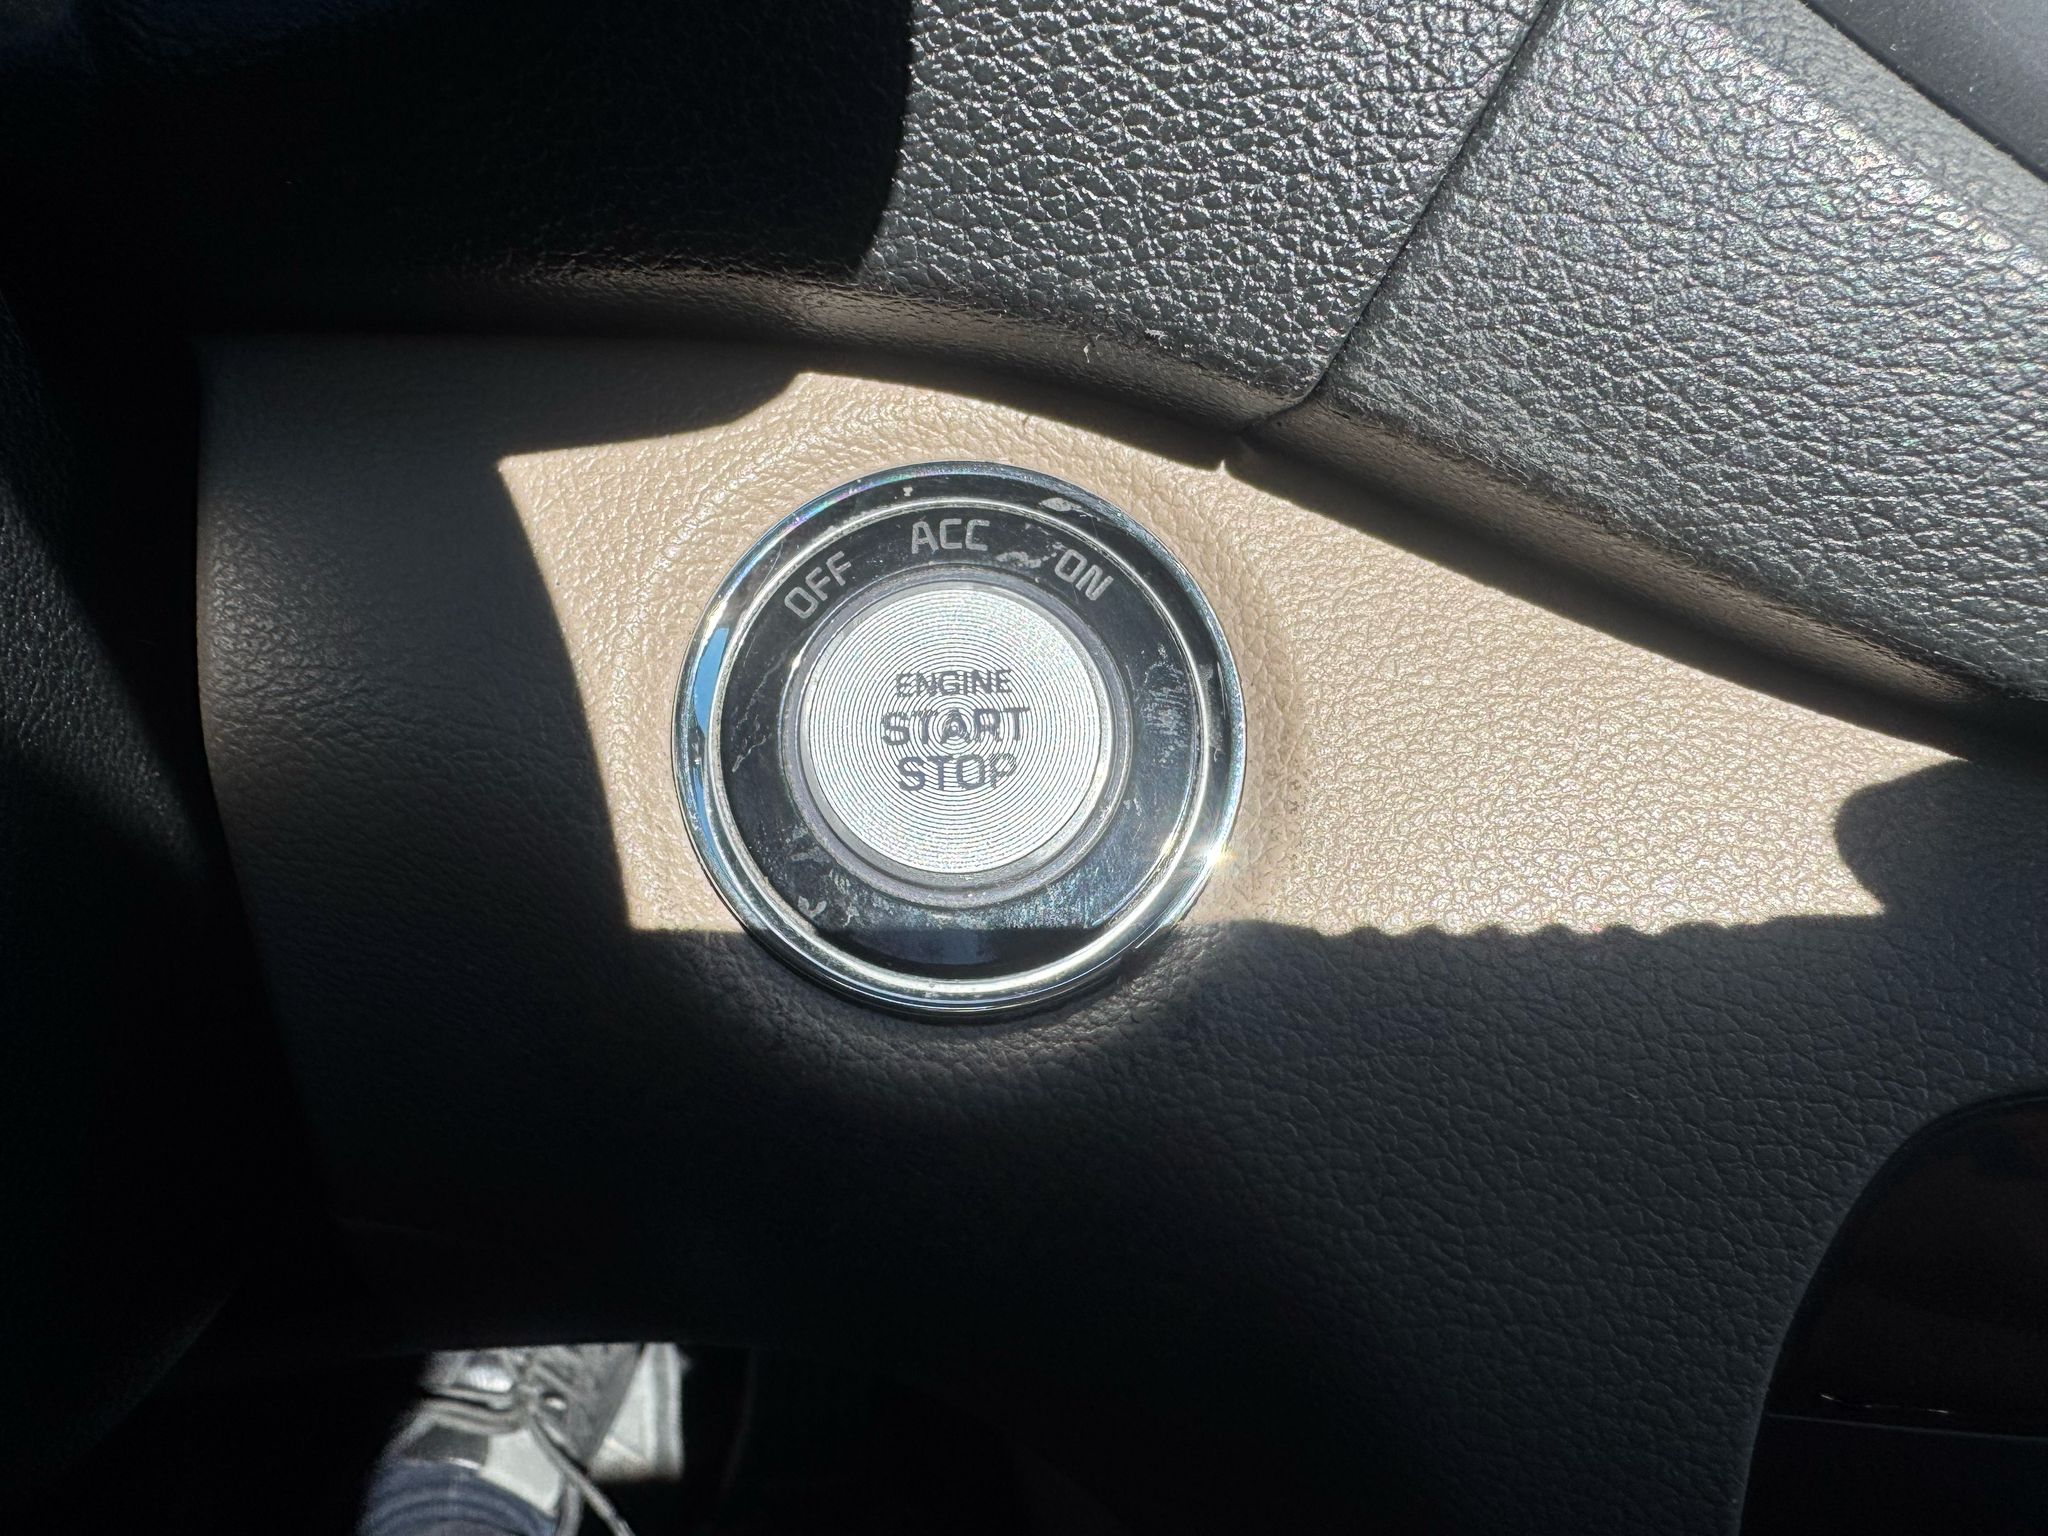 OFF ACC ON
ENGINE
START
STOP